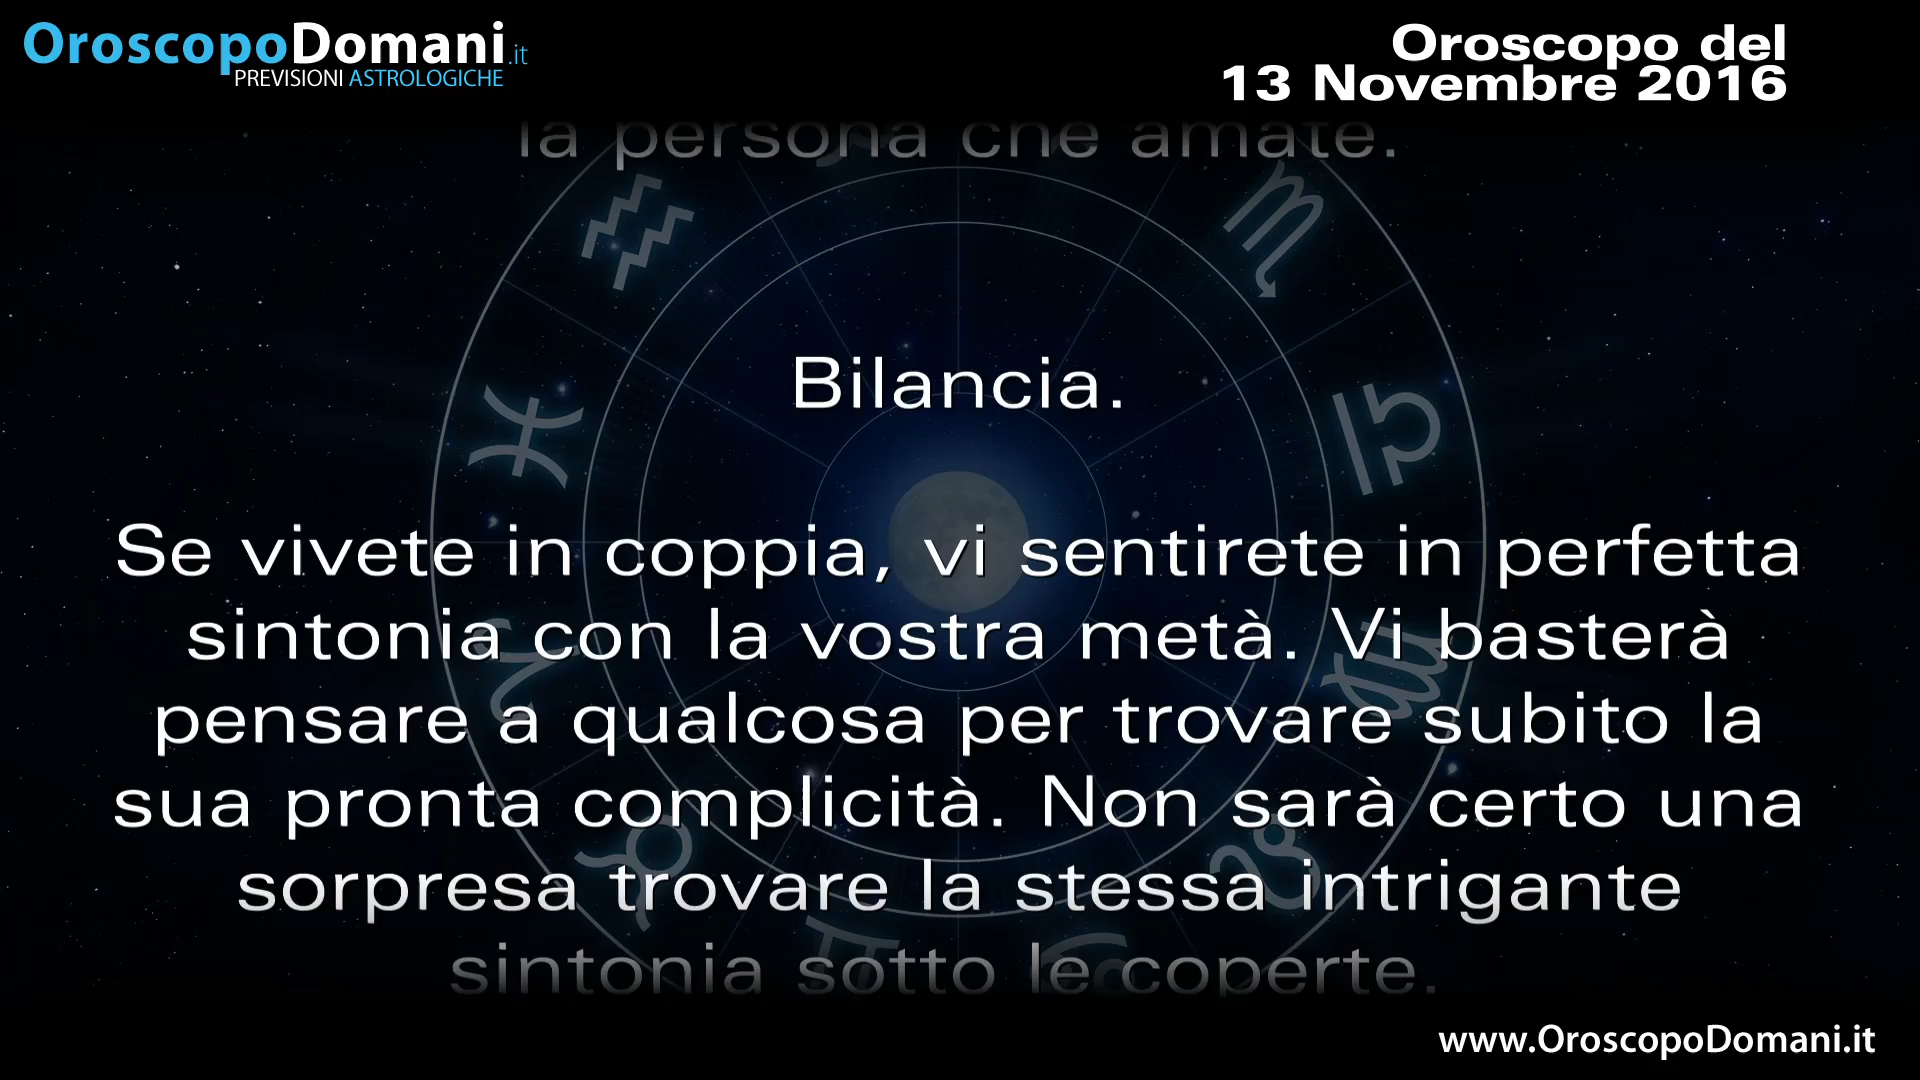 OroscopoDomani.it
PREVISIONI ASTROLOGICHE
Oroscopo del
13 Novembre 2016
la persona che amate.
Bilancia.
Se vivete in coppia, vi sentirete in perfetta
sintonia con la vostra metà. Vi basterà
pensare a qualcosa per trovare subito la
sua pronta complicità. Non sarà certo una
sorpresa trovare la stessa intrigante
sintonia sotto le coperte.
www.OroscopoDomani.it